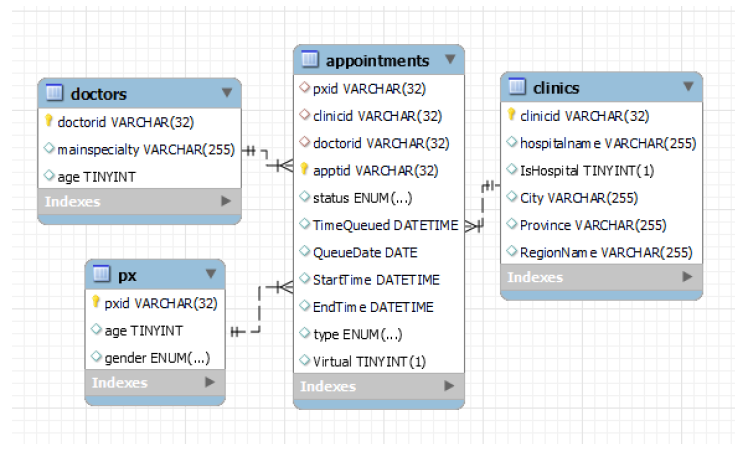 doctors
doctorid VARCHAR(32)
mainspecialty VARCHAR(255)
age TINYINT
Indexes
px
pxid VARCHAR(32)
age TINYINT
gender ENUM(...)
Indexes
appointments
pxid VARCHAR(32)
clinicid VARCHAR(32)
doctorid VARCHAR(32)
apptid VARCHAR(32)
status ENUM(...)
TimeQueued DATETIME
QueueDate DATE
StartTime DATETIME
EndTime DATETIME
type ENUM(...)
Virtual TINYINT(1)
Indexes
clinics
clinicid VARCHAR(32)
hospitalname VARCHAR(255)
IsHospital TINYINT(1)
City VARCHAR(255)
Province VARCHAR(255)
RegionName VARCHAR(255)
Indexes